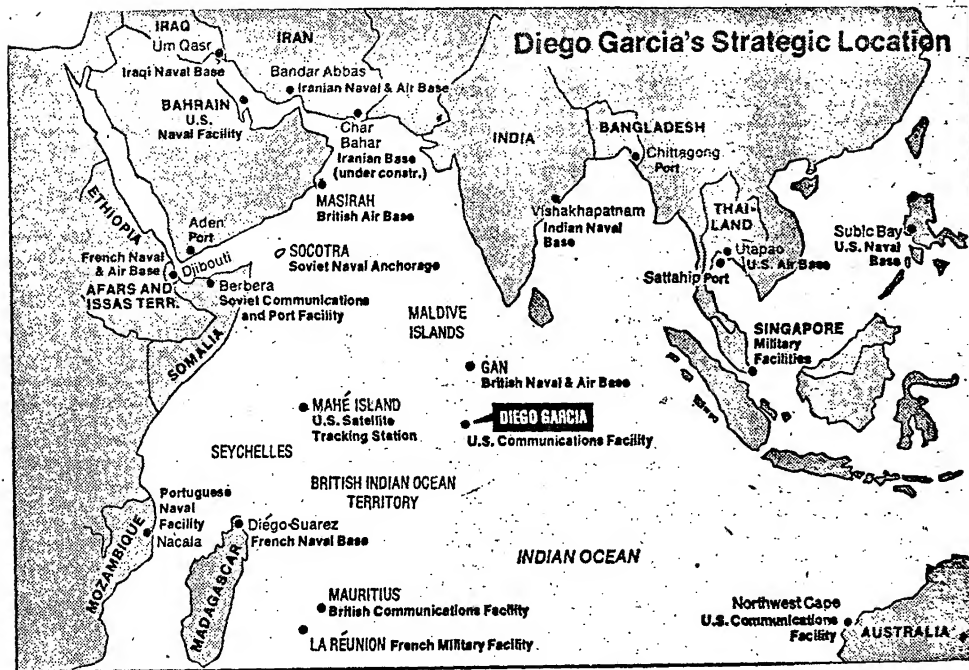 Diego Garcia's Strategic Location
IRAQ
Um Qasr
Iraqi Naval Base
IRAN
Bandar Abbas
Iranian Naval & Air Base
BAHRAIN
U.S.
Naval Facility
Char
Bahar
Iranian Base
(under constr.)
MASIRAH
British Air Base
INDIA
BANGLADESH
Chittagong
Port
Vishakhapatnam
Indian Naval
Base
THAI-
LAND
Utapao
U.S. Air Base
Sattahip Port
Subic Bay
U.S. Naval
Base
ETHIOPIA
Aden
Port
French Naval
& Air Base
Djibouti
AFARS AND
ISSAS TERR.
SOCOTRA
Soviet Naval Anchorage
Berbera
Soviet Communications
and Port Facility
SOMALIA
MALDIVE
ISLANDS
SINGAPORE
Military
Facilities
GAN
British Naval & Air Base
MAHÉ ISLAND
U.S. Satellite
Tracking Station
DIEGO GARCIA
U.S. Communications Facility
SEYCHELLES
BRITISH INDIAN OCEAN
TERRITORY
Portuguese
Naval
Facility
Nacala
MOZAMBIQUE
Diégo-Suarez
French Naval Base
MADAGASCAR
INDIAN OCEAN
MAURITIUS
British Communications Facility
LA RÉUNION French Military Facility
Northwest Cape
U.S. Communications
Facility
AUSTRALIA